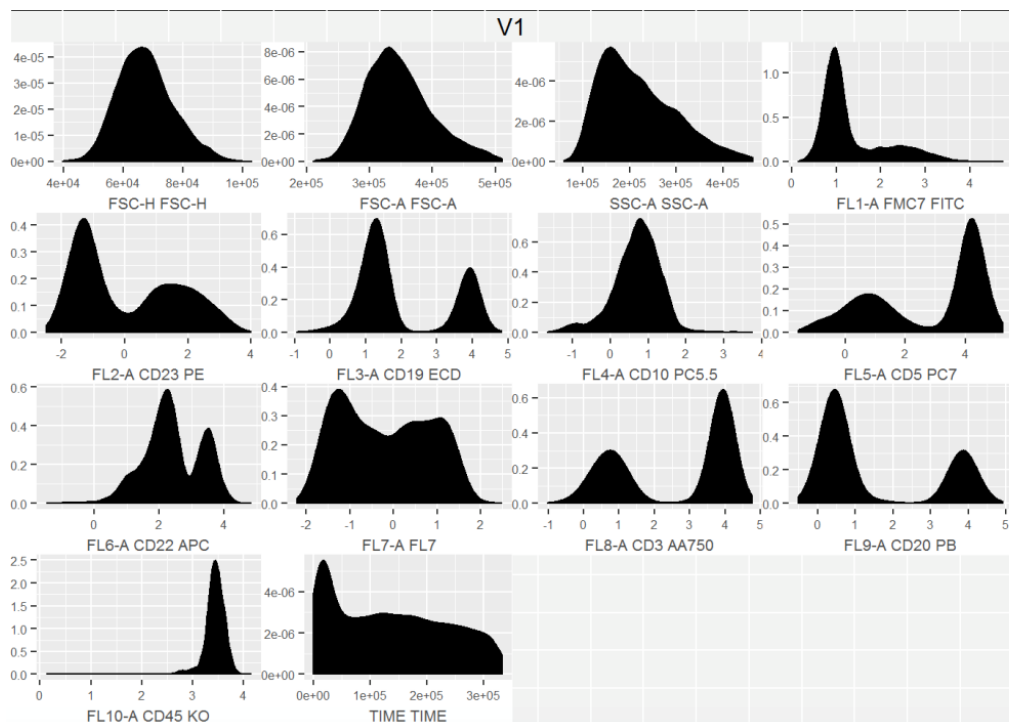 V1
4e-05
3e-05
2e-05
1e-05
0e+00
4e+04 6e+04 8e+04 1e+05
FSC-H FSC-H
8e-06
6e-06
4e-06
2e-06
0e+00
2e+05 3e+05 4e+05 5e+05
FSC-A FSC-A
4e-06
2e-06
0e+00
1e+05 2e+05 3e+05 4e+05
SSC-A SSC-A
1.0
0.5
0.0
0 1 2 3 4
FL1-A FMC7 FITC
0.4
0.3
0.2
0.1
0.0
-2 0 2 4
FL2-A CD23 PE
0.6
0.4
0.2
0.0
-1 0 1 2 3 4 5
FL3-A CD19 ECD
0.6
0.4
0.2
0.0
-1 0 1 2 3 4
FL4-A CD10 PC5.5
0.5
0.4
0.3
0.2
0.1
0.0
0 2 4
FL5-A CD5 PC7
0.6
0.4
0.2
0.0
0 2 4
FL6-A CD22 APC
0.4
0.3
0.2
0.1
0.0
-2 -1 0 1 2
FL7-A FL7
0.6
0.4
0.2
0.0
-1 0 1 2 3 4 5
FL8-A CD3 AA750
0.6
0.4
0.2
0.0
0 1 2 3 4 5
FL9-A CD20 PB
2.5
2.0
1.5
1.0
0.5
0.0
0 1 2 3 4
FL10-A CD45 KO
4e-06
2e-06
0e+00
0e+00 1e+05 2e+05 3e+05
TIME TIME